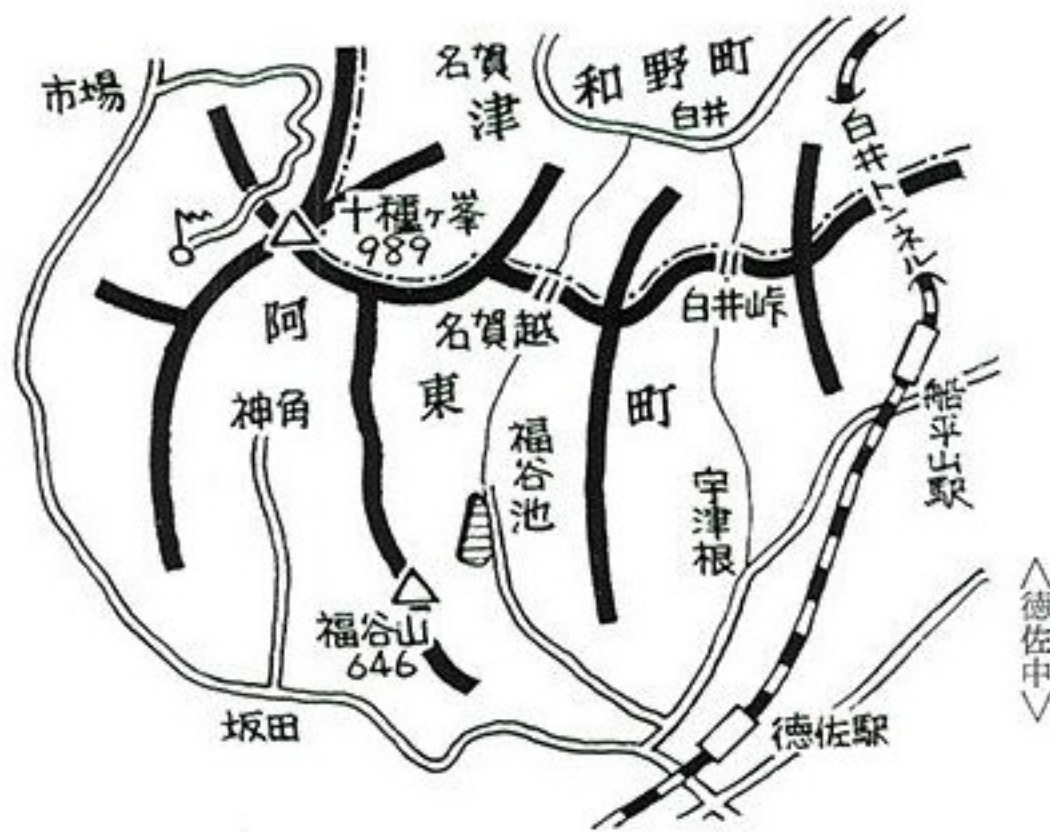 市場
名賀
津和野町
白井
白井トンネル
十種ヶ峯
989
阿東町
名賀越
白井峠
神角
福谷池
宇津根
船平山駅
福谷山
646
坂田
徳佐駅
〈徳佐中〉